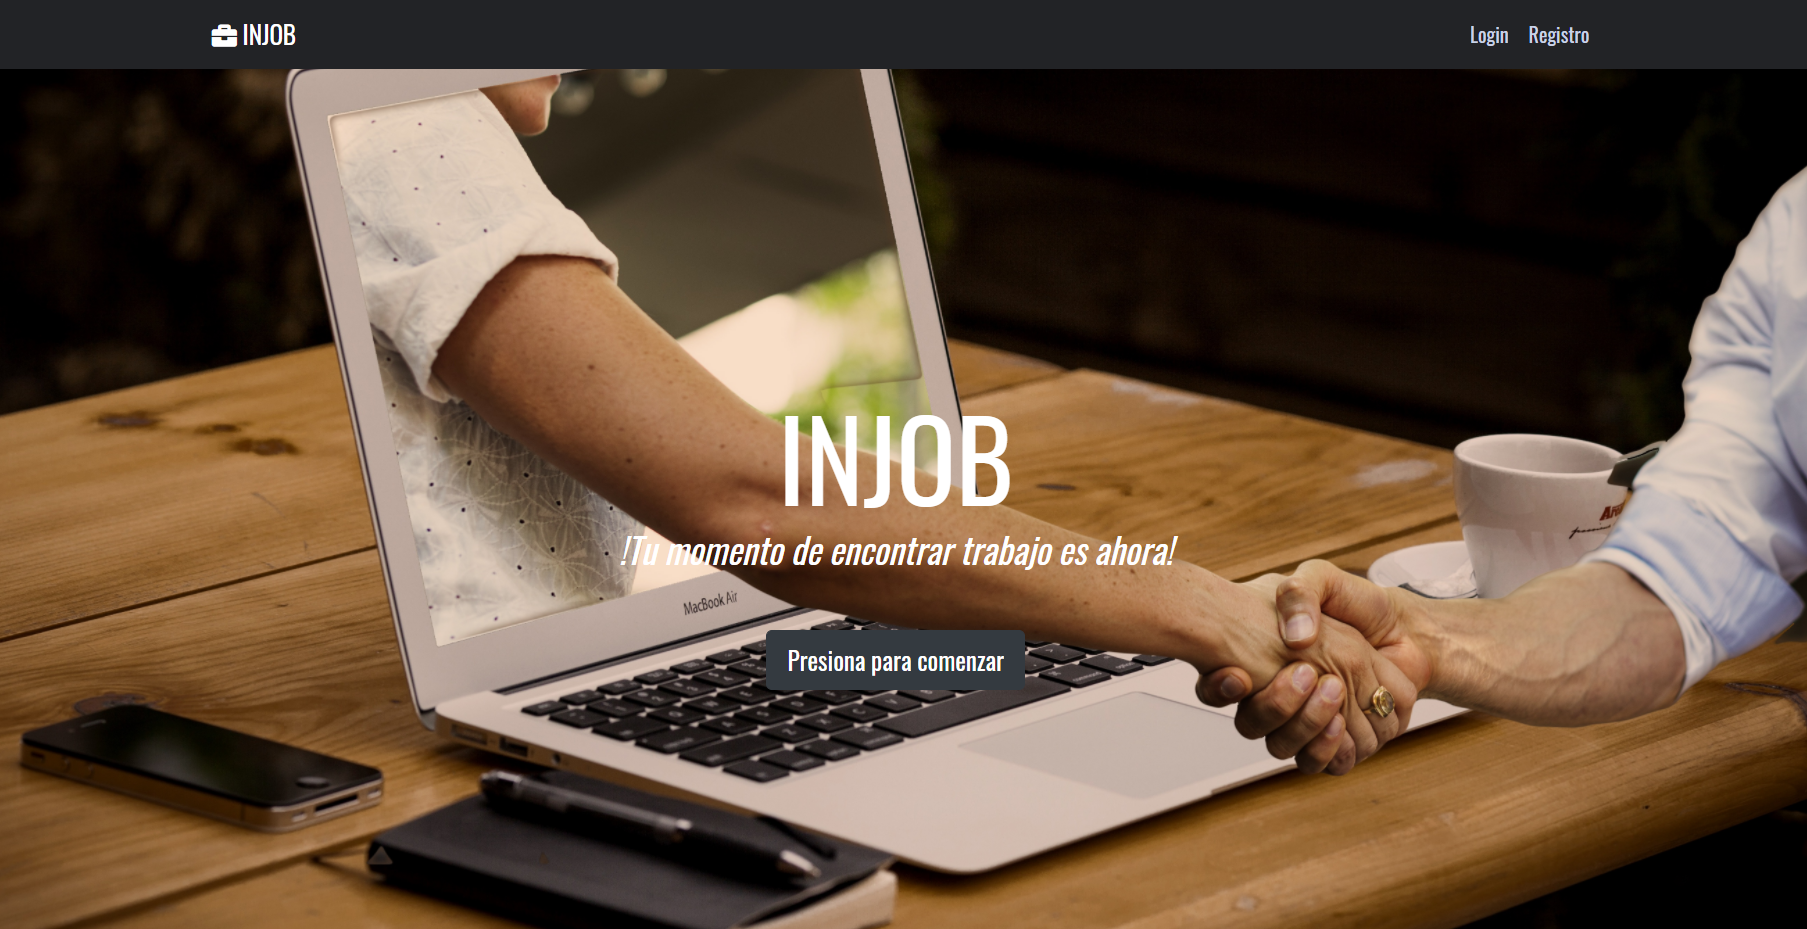 INJOB
Login
Registro
INJOB
!Tu momento de encontrar trabajo es ahora!
MacBook Air
Presiona para comenzar